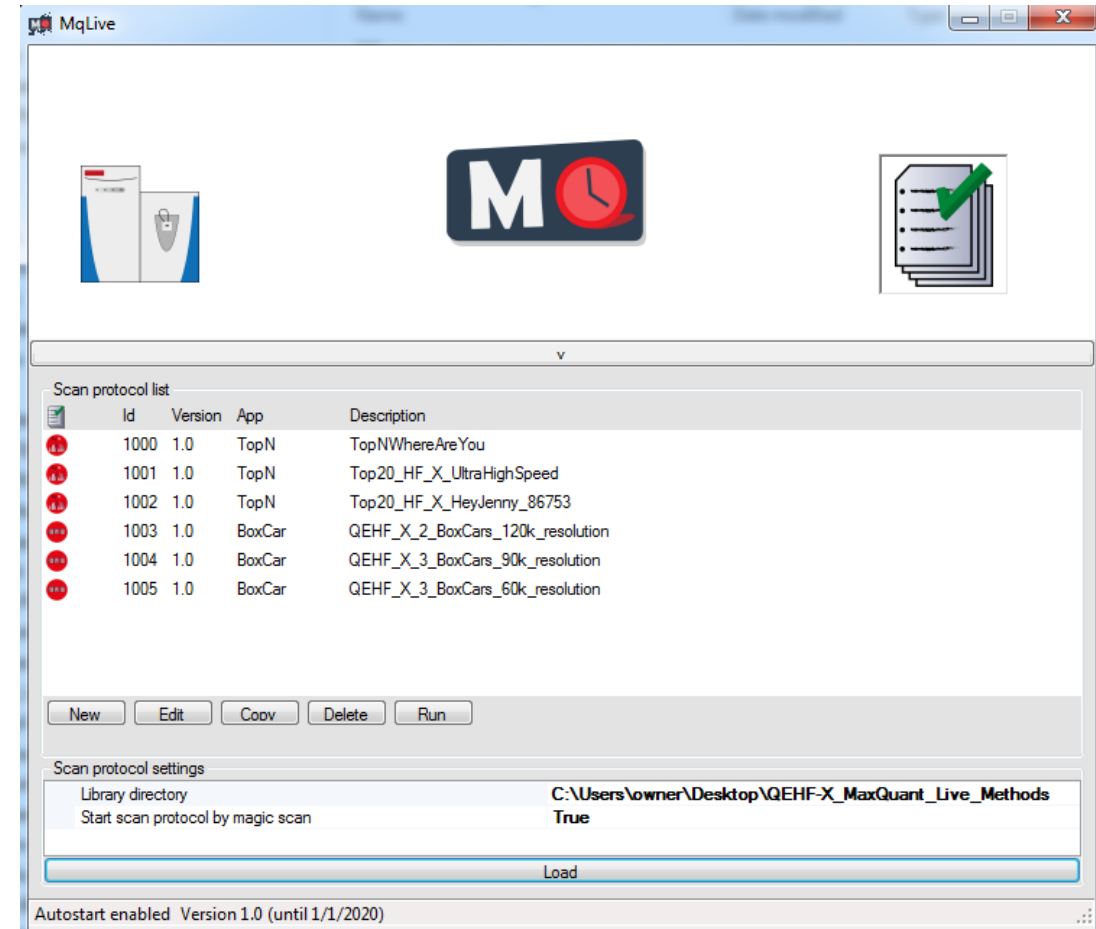 MqLive
M
v
Scan protocol list
Id Version App Description
1000 1.0 TopN TopNWhereAreYou
1001 1.0 TopN Top20_HF_X_UltraHighSpeed
1002 1.0 TopN Top20_HF_X_HeyJenny_86753
1003 1.0 BoxCar QEHF_X_2_BoxCars_120k_resolution
1004 1.0 BoxCar QEHF_X_3_BoxCars_90k_resolution
1005 1.0 BoxCar QEHF_X_3_BoxCars_60k_resolution
New Edit Copy Delete Run
Scan protocol settings
Library directory C:\Users\owner\Desktop\QEHF-X_MaxQuant_Live_Methods
Start scan protocol by magic scan True
Load
Autostart enabled Version 1.0 (until 1/1/2020)